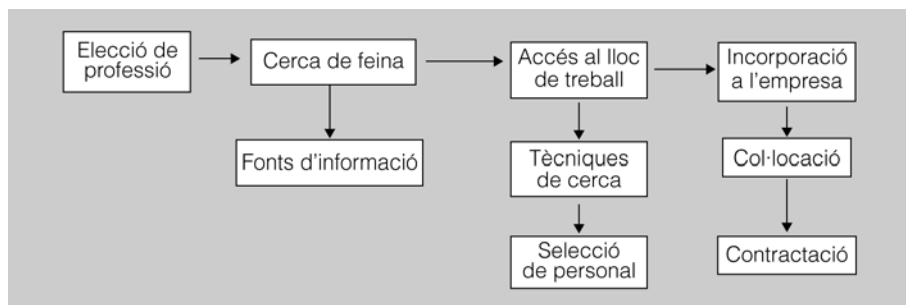 Elecció de
professió
Cerca de feina
Accés al lloc
de treball
Incorporació
a l'empresa
Fonts d'informació
Tècniques
de cerca
Col·locació
Selecció
de personal
Contractació